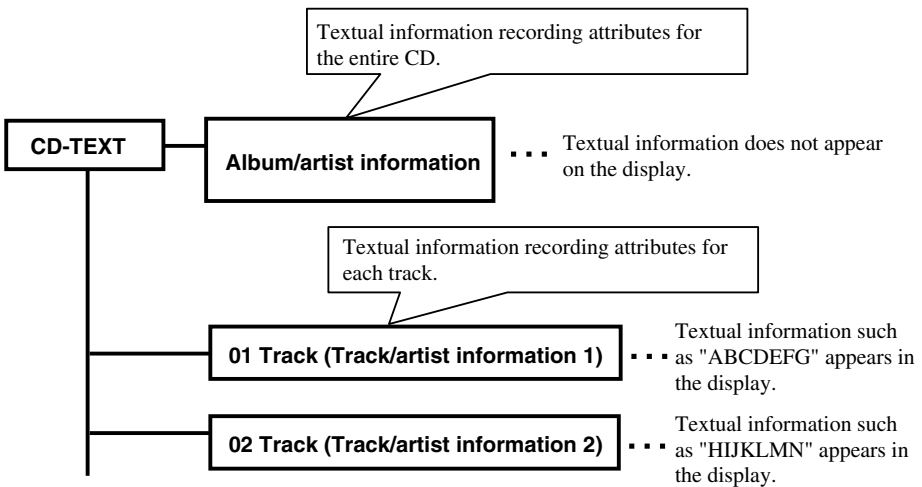 Textual information recording attributes for
the entire CD.
CD-TEXT
Album/artist information
Textual information does not appear
on the display.
Textual information recording attributes for
each track.
01 Track (Track/artist information 1)
Textual information such
as "ABCDEFG" appears in
the display.
02 Track (Track/artist information 2)
Textual information such
as "HIJKLMN" appears in
the display.